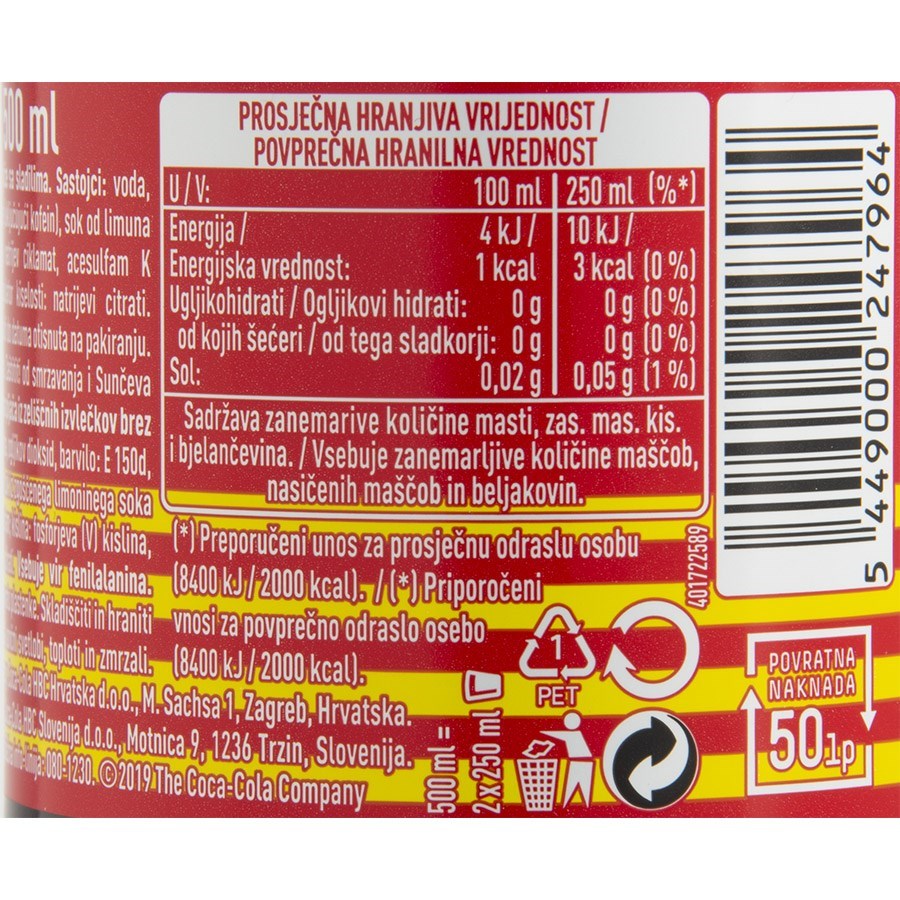 500 ml
sladilima. Sastojci: voda,
kofein), sok od limuna
ciklamat, acesulfam K
kiselosti: natrijevi citrati.
otisnuta na pakiranju.
od smrzavanja i Sunčeva
iz zeliščnih izvlečkov brez
dioksid, barvilo: E 150d,
limoninega soka
fosforjeva (V) kislina,
Vsebuje vir fenilalanina.
Skladiščiti in hraniti
svetlobi, toploti in zmrzali.
HBC Hrvatska d.o.o., M. Sachsa 1, Zagreb, Hrvatska.
HBC Slovenija d.o.o., Motnica 9, 1236 Trzin, Slovenija.
080-1230. ©2019 The Coca-Cola Company
PROSJEČNA HRANJIVA VRIJEDNOST /
POVPREČNA HRANILNA VREDNOST
U / V: 100 ml 250 ml (%*)
Energija / 4 kJ / 10 kJ /
Energijska vrednost: 1 kcal 3 kcal (0 %)
Ugljikohidrati / Ogljikovi hidrati: 0 g 0 g (0 %)
od kojih šećeri / od tega sladkorji: 0 g 0 g (0 %)
Sol: 0,02 g 0,05 g (1 %)
Sadržava zanemarive količine masti, zas. mas. kis.
i bjelančevina. / Vsebuje zanemarljive količine maščob,
nasičenih maščob in beljakovin.
(*) Preporučeni unos za prosječnu odraslu osobu
(8400 kJ / 2000 kcal). / (*) Priporočeni
vnosi za povprečno odraslo osebo
(8400 kJ / 2000 kcal).
500 ml =
2 x 250 ml
1
PET
401722589
5 449000 247964
POVRATNA
NAKNADA
50 lp